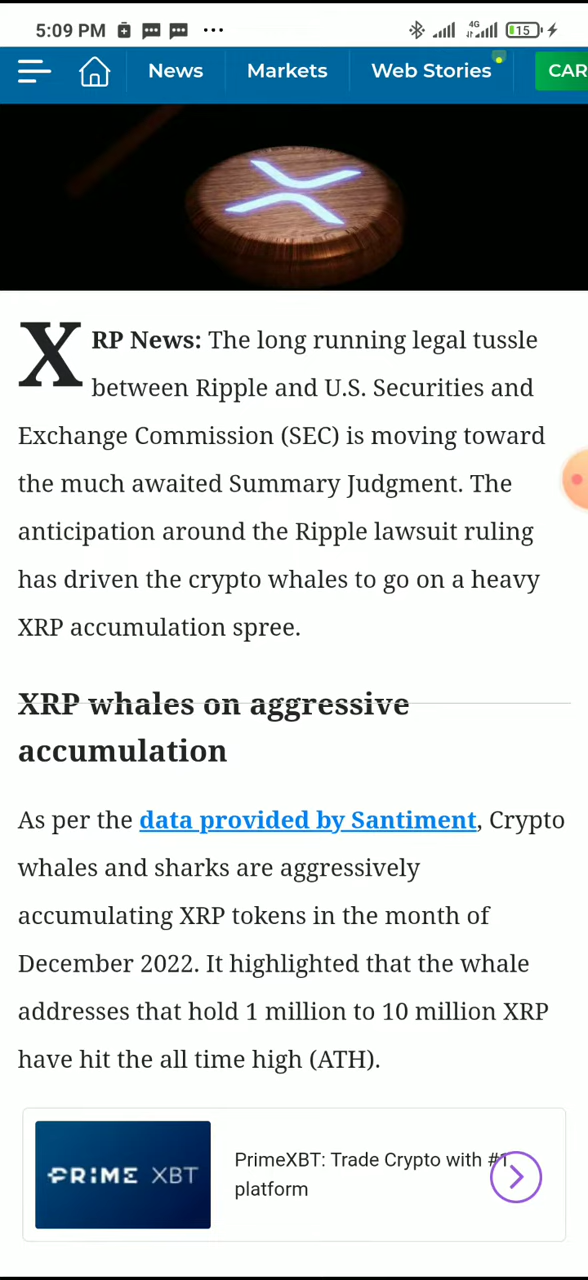 5:09 PM 4G 15
News Markets Web Stories CAR
XRP News: The long running legal tussle
between Ripple and U.S. Securities and
Exchange Commission (SEC) is moving toward
the much awaited Summary Judgment. The
anticipation around the Ripple lawsuit ruling
has driven the crypto whales to go on a heavy
XRP accumulation spree.
XRP whales on aggressive
accumulation
As per the data provided by Santiment, Crypto
whales and sharks are aggressively
accumulating XRP tokens in the month of
December 2022. It highlighted that the whale
addresses that hold 1 million to 10 million XRP
have hit the all time high (ATH).
PRIME XBT
PrimeXBT: Trade Crypto with #1
platform